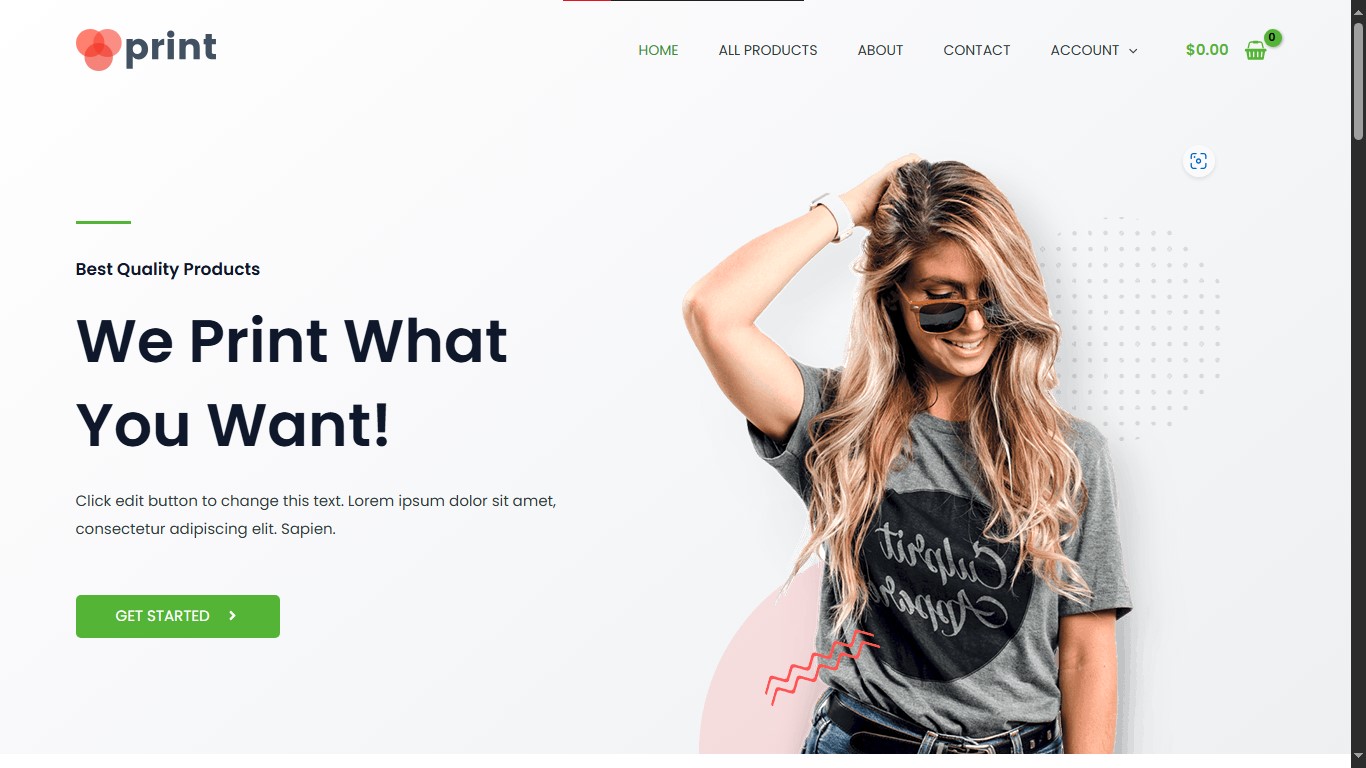 print
HOME
ALL PRODUCTS
ABOUT
CONTACT
ACCOUNT
$0.00
0
Best Quality Products
We Print What
You Want!
Click edit button to change this text. Lorem ipsum dolor sit amet,
consectetur adipiscing elit. Sapien.
GET STARTED
Culprit